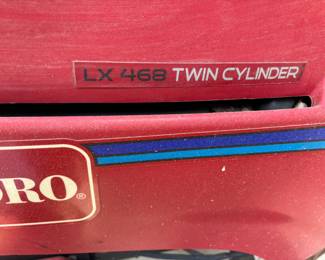 LX 468 TWIN CYLINDER
ORO®